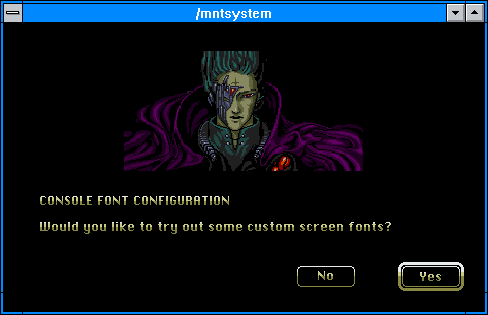 /mntsystem
CONSOLE FONT CONFIGURATION
Would you like to try out some custom screen fonts?
No
Yes